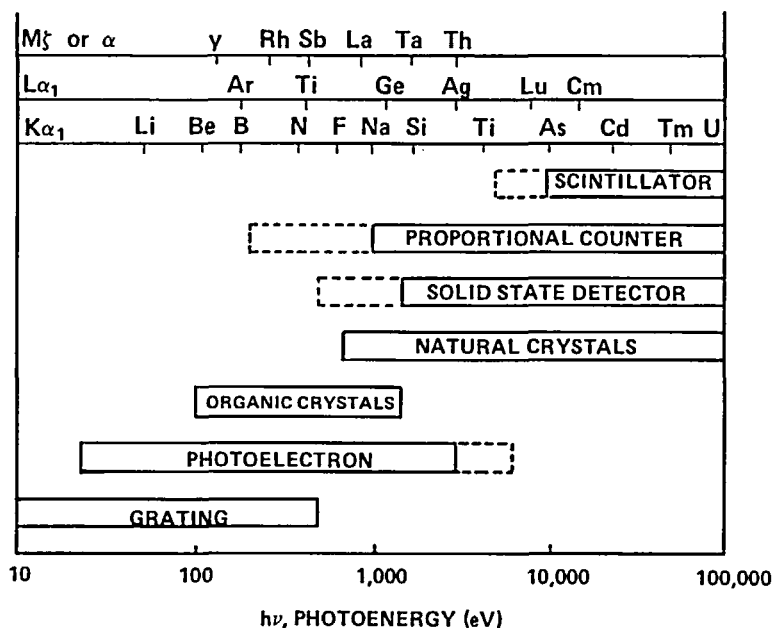 Mζ or α y Rh Sb La Ta Th
Lα₁ Ar Ti Ge Ag Lu Cm
Kα₁ Li Be B N F Na Si Ti As Cd Tm U
SCINTILLATOR
PROPORTIONAL COUNTER
SOLID STATE DETECTOR
NATURAL CRYSTALS
ORGANIC CRYSTALS
PHOTOELECTRON
GRATING
10 100 1,000 10,000 100,000
hν, PHOTOENERGY (eV)